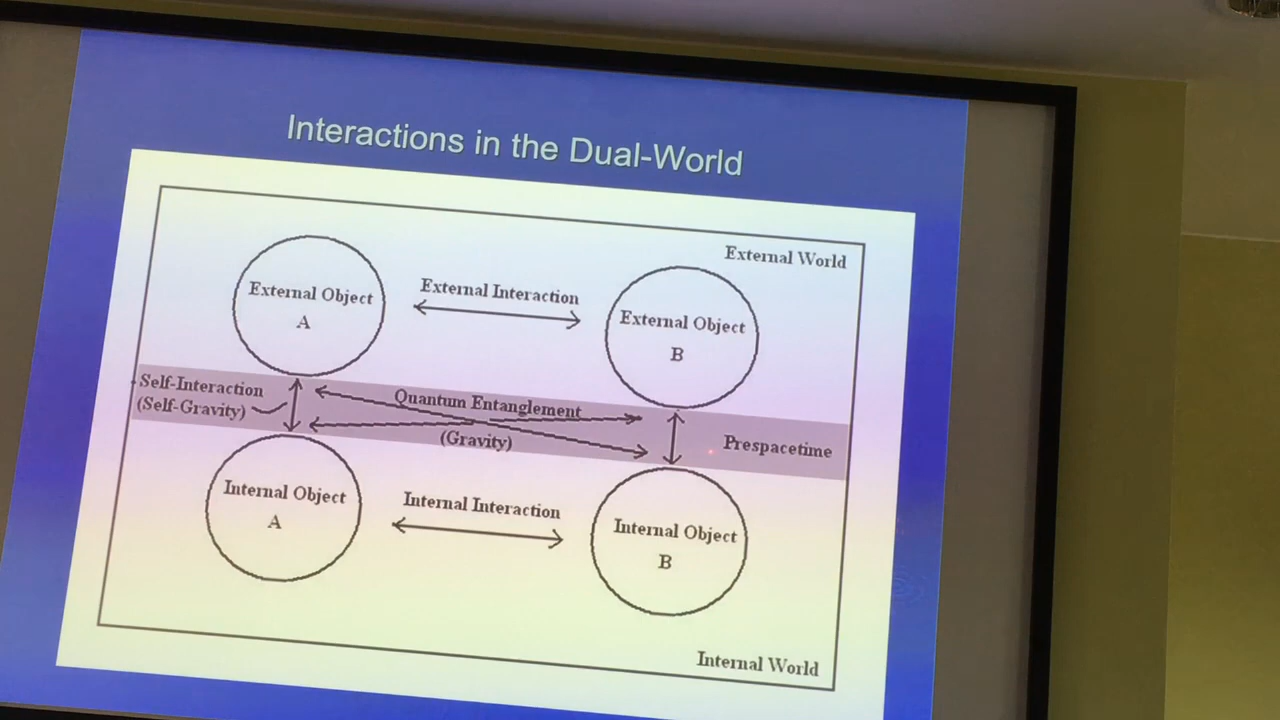 Interactions in the Dual-World
External World
External Object
A
External Interaction
External Object
B
Self-Interaction
(Self-Gravity)
Quantum Entanglement
(Gravity)
Prespacetime
Internal Object
A
Internal Interaction
Internal Object
B
Internal World